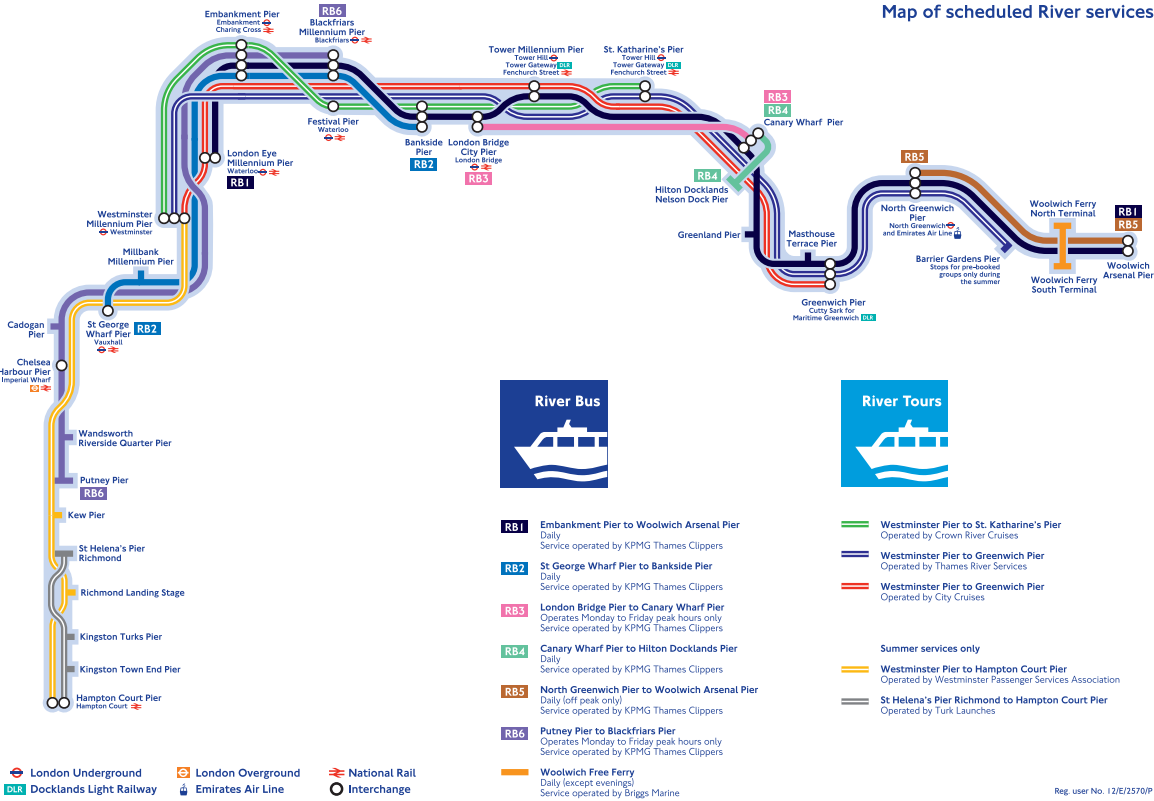 Map of scheduled River services
Embankment Pier
Embankment
Charing Cross
RB6
Blackfriars
Millennium Pier
Blackfriars
Tower Millennium Pier
Tower Hill
Tower Gateway DLR
Fenchurch Street
St. Katharine's Pier
Tower Hill
Tower Gateway DLR
Fenchurch Street
RB3
RB4
Canary Wharf Pier
Festival Pier
Waterloo
Bankside
Pier
RB2
London Bridge
City Pier
London Bridge
RB3
London Eye
Millennium Pier
Waterloo
RB1
RB4
Hilton Docklands
Nelson Dock Pier
RB5
North Greenwich
Pier
North Greenwich
and Emirates Air Line
Woolwich Ferry
North Terminal
RB1
RB5
Westminster
Millennium Pier
Westminster
Greenland Pier
Masthouse
Terrace Pier
Millbank
Millennium Pier
Barrier Gardens Pier
Stops for pre-booked
groups only during
the summer
Woolwich Ferry
South Terminal
Woolwich
Arsenal Pier
Greenwich Pier
Cutty Sark for
Maritime Greenwich DLR
Cadogan
Pier
St George
Wharf Pier
Vauxhall
RB2
Chelsea
Harbour Pier
Imperial Wharf
Wandsworth
Riverside Quarter Pier
Putney Pier
RB6
Kew Pier
St Helena's Pier
Richmond
Richmond Landing Stage
Kingston Turks Pier
Kingston Town End Pier
Hampton Court Pier
Hampton Court
River Bus
RB1 Embankment Pier to Woolwich Arsenal Pier
Daily
Service operated by KPMG Thames Clippers
RB2 St George Wharf Pier to Bankside Pier
Daily
Service operated by KPMG Thames Clippers
RB3 London Bridge Pier to Canary Wharf Pier
Operates Monday to Friday peak hours only
Service operated by KPMG Thames Clippers
RB4 Canary Wharf Pier to Hilton Docklands Pier
Daily
Service operated by KPMG Thames Clippers
RB5 North Greenwich Pier to Woolwich Arsenal Pier
Daily (off peak only)
Service operated by KPMG Thames Clippers
RB6 Putney Pier to Blackfriars Pier
Operates Monday to Friday peak hours only
Service operated by KPMG Thames Clippers
Woolwich Free Ferry
Daily (except evenings)
Service operated by Briggs Marine
River Tours
Westminster Pier to St. Katharine's Pier
Operated by Crown River Cruises
Westminster Pier to Greenwich Pier
Operated by Thames River Services
Westminster Pier to Greenwich Pier
Operated by City Cruises
Summer services only
Westminster Pier to Hampton Court Pier
Operated by Westminster Passenger Services Association
St Helena's Pier Richmond to Hampton Court Pier
Operated by Turk Launches
London Underground
London Overground
National Rail
DLR Docklands Light Railway
Emirates Air Line
Interchange
Reg. user No. 12/E/2570/P